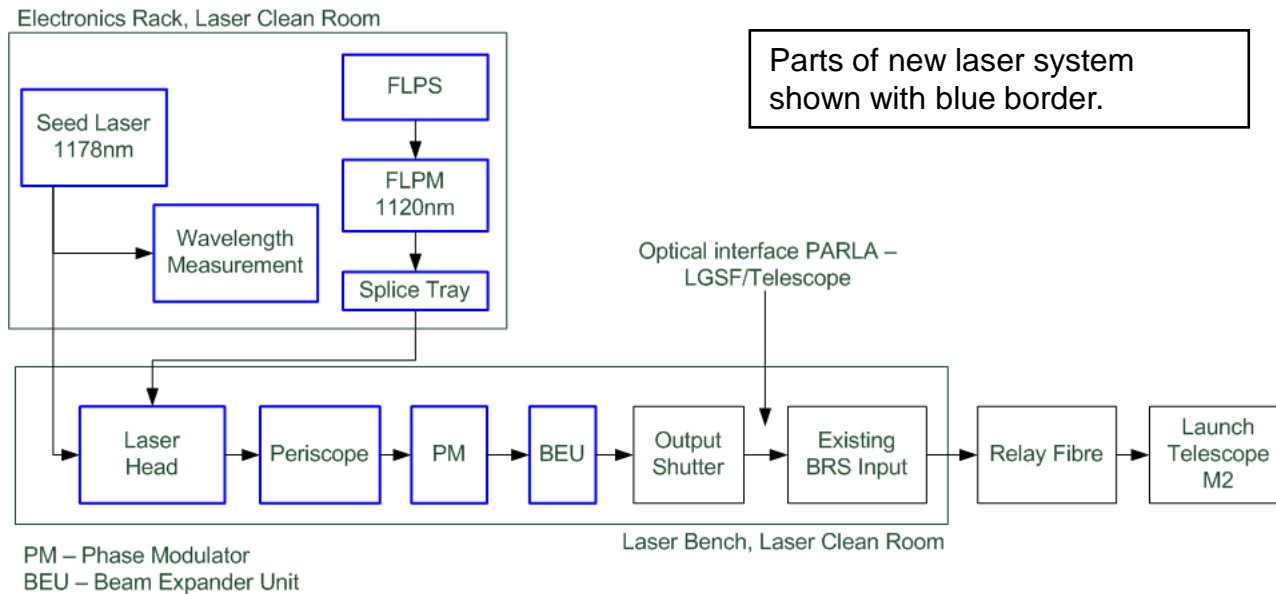 Electronics Rack, Laser Clean Room
Parts of new laser system
shown with blue border.
FLPS
Seed Laser
1178nm
FLPM
1120nm
Wavelength
Measurement
Splice Tray
Optical interface PARLA –
LGSF/Telescope
Laser
Head
Periscope
PM
BEU
Output
Shutter
Existing
BRS Input
Relay Fibre
Launch
Telescope
M2
Laser Bench, Laser Clean Room
PM – Phase Modulator
BEU – Beam Expander Unit